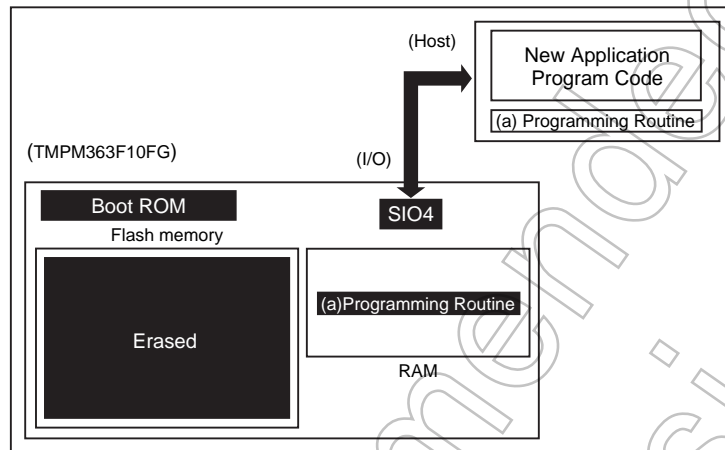 (Host)
New Application
Program Code
(a) Programming Routine
(TMPM363F10FG)
(I/O)
Boot ROM
SIO4
Flash memory
(a)Programming Routine
Erased
RAM